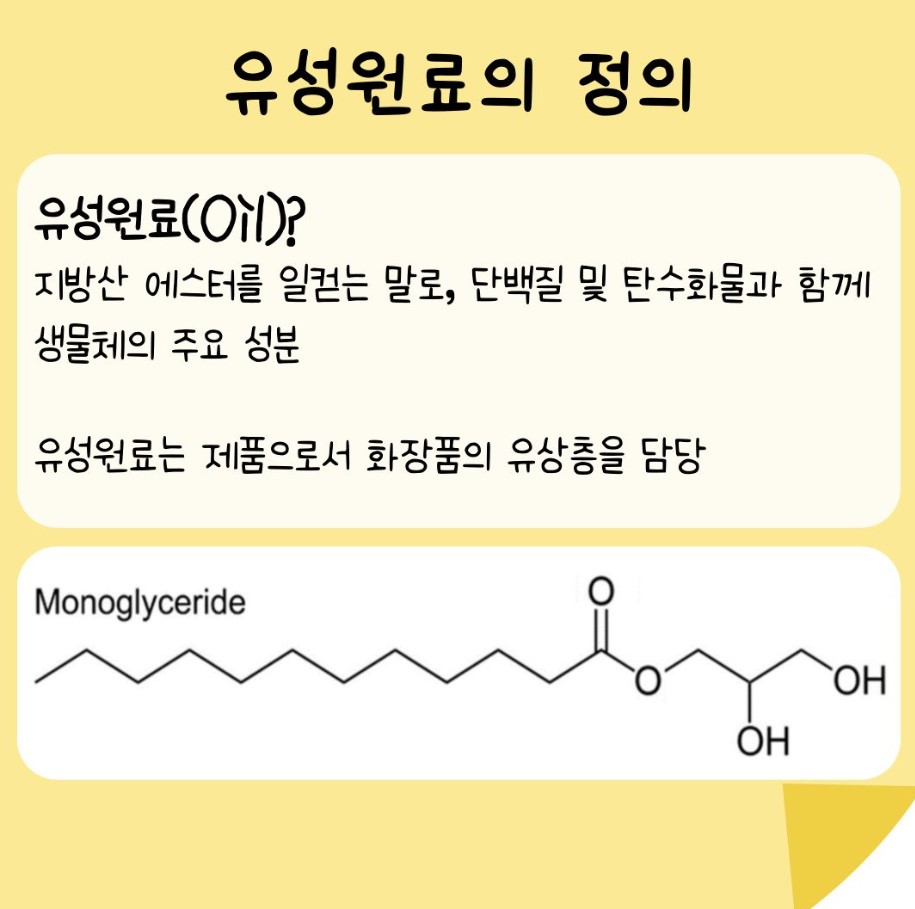 유성원료의 정의
유성원료(Oil)?
지방산 에스터를 일컫는 말로, 단백질 및 탄수화물과 함께
생물체의 주요 성분
유성원료는 제품으로서 화장품의 유상층을 담당
Monoglyceride
O
O
OH
OH